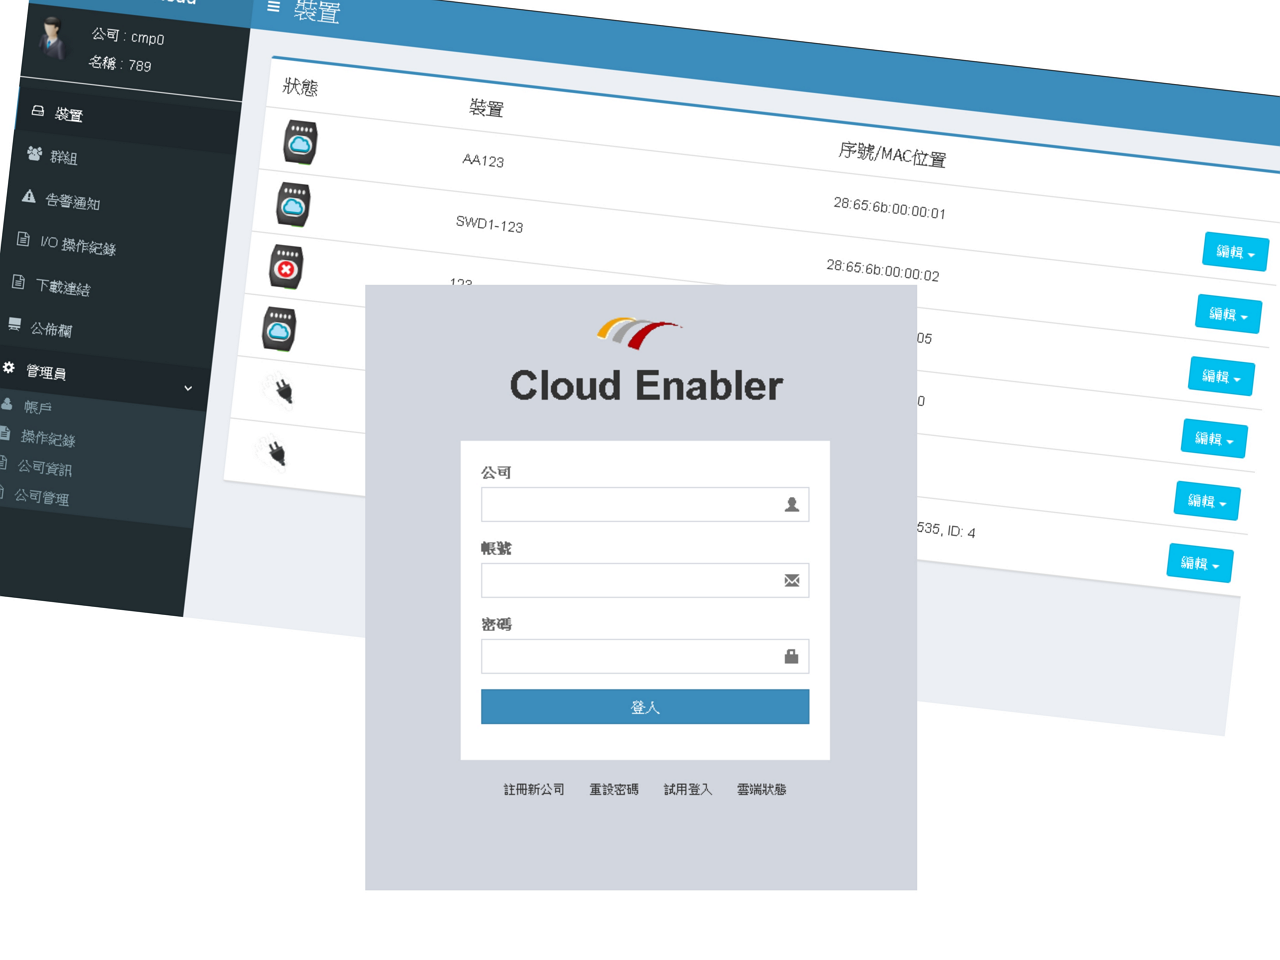 裝置
公司 : cmp0
名稱 : 789
裝置
群組
告警通知
I/O 操作紀錄
下載連結
公佈欄
管理員
帳戶
操作紀錄
公司資訊
公司管理
狀態
裝置
序號/MAC位置
AA123
28:65:6b:00:00:01
編輯
SWD1-123
28:65:6b:00:00:02
編輯
05
編輯
0
編輯
編輯
535, ID: 4
編輯
Cloud Enabler
公司
帳號
密碼
登入
註冊新公司 重設密碼 試用登入 雲端狀態